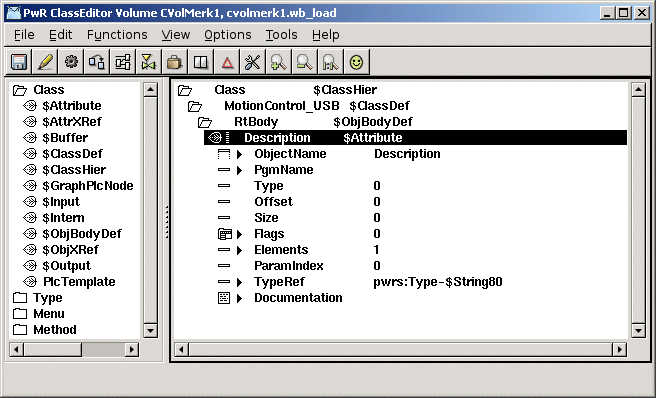 PwR ClassEditor Volume CVolMerk1, cvolmerk1.wb_load
File Edit Functions View Options Tools Help
Class
$Attribute
$AttrXRef
$Buffer
$ClassDef
$ClassHier
$GraphPlcNode
$Input
$Intern
$ObjBodyDef
$ObjXRef
$Output
PlcTemplate
Type
Menu
Method
Class $ClassHier
MotionControl_USB $ClassDef
RtBody $ObjBodyDef
Description $Attribute
ObjectName Description
PgmName
Type 0
Offset 0
Size 0
Flags 0
Elements 1
ParamIndex 0
TypeRef pwrs:Type-$String80
Documentation